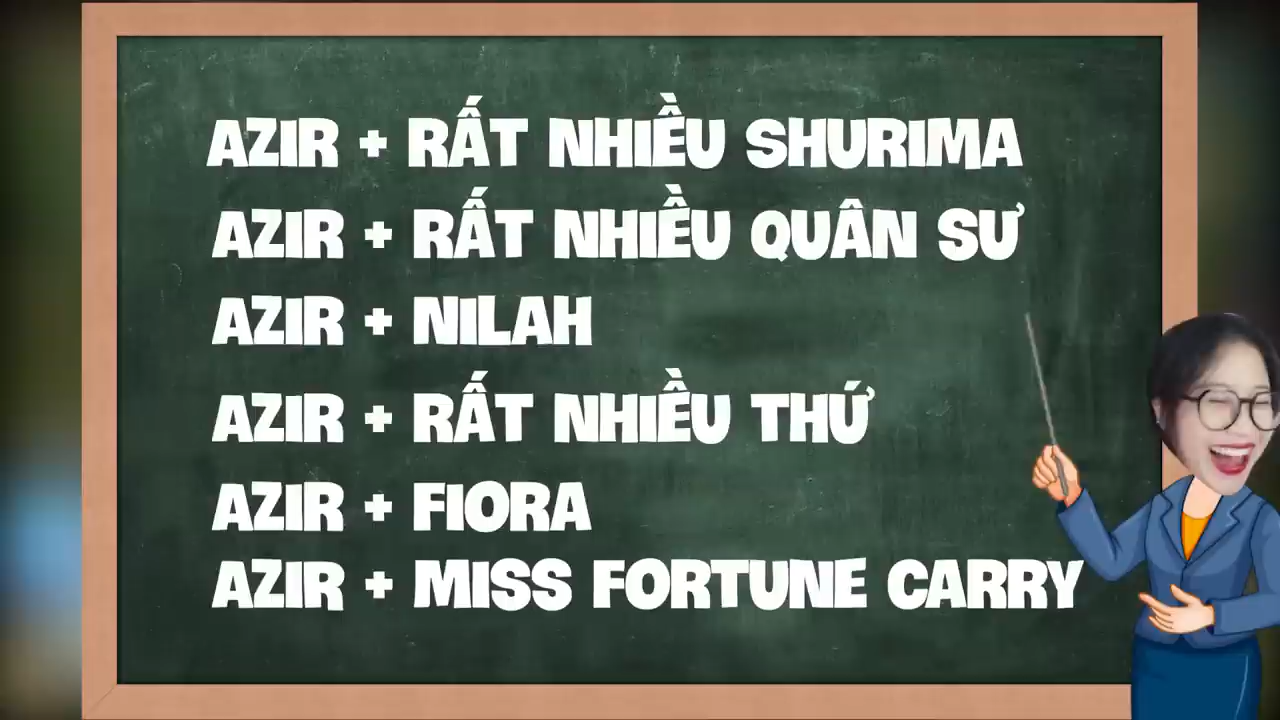 AZIR + RẤT NHIỀU SHURIMA
AZIR + RẤT NHIỀU QUÂN SƯ
AZIR + NILAH
AZIR + RẤT NHIỀU THỨ
AZIR + FIORA
AZIR + MISS FORTUNE CARRY